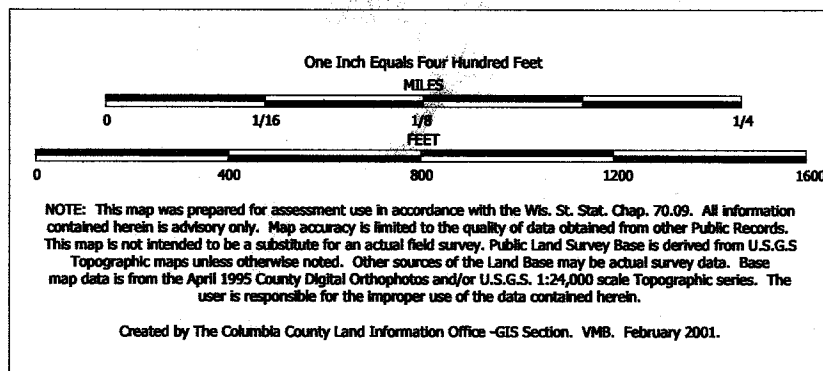 One Inch Equals Four Hundred Feet
MILES
0 1/16 1/8 1/4
FEET
0 400 800 1200 1600
NOTE: This map was prepared for assessment use in accordance with the Wis. St. Stat. Chap. 70.09. All information
contained herein is advisory only. Map accuracy is limited to the quality of data obtained from other Public Records.
This map is not intended to be a substitute for an actual field survey. Public Land Survey Base is derived from U.S.G.S
Topographic maps unless otherwise noted. Other sources of the Land Base may be actual survey data. Base
map data is from the April 1995 County Digital Orthophotos and/or U.S.G.S. 1:24,000 scale Topographic series. The
user is responsible for the improper use of the data contained herein.
Created by The Columbia County Land Information Office -GIS Section. VMB. February 2001.